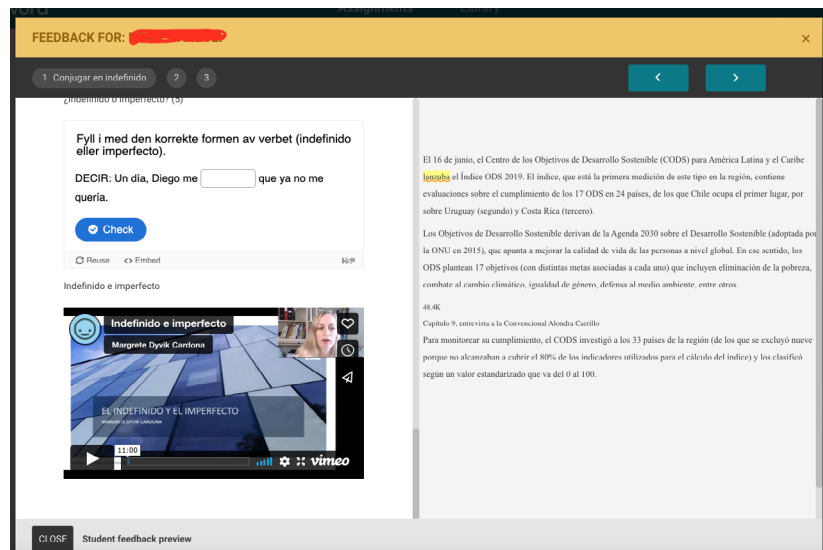 Assignments
Library
FEEDBACK FOR:
×
1 Conjugar en indefinido
2
3
¿Indefinido o imperfecto? (5)
Fyll i med den korrekte formen av verbet (indefinido
eller imperfecto).
DECIR: Un día, Diego me
que ya no me
quería.
Check
Reuse
<> Embed
H5P
Indefinido e imperfecto
Indefinido e imperfecto
Margrete Dyvik Cardona
EL INDEFINIDO Y EL IMPERFECTO
MARGRETE DYVIK CARDONA
11:00
vimeo
El 16 de junio, el Centro de los Objetivos de Desarrollo Sostenible (CODS) para América Latina y el Caribe
lanzaba el Índice ODS 2019. El índice, que está la primera medición de este tipo en la región, contiene
evaluaciones sobre el cumplimiento de los 17 ODS en 24 países, de los que Chile ocupa el primer lugar, por
sobre Uruguay (segundo) y Costa Rica (tercero).
Los Objetivos de Desarrollo Sostenible derivan de la Agenda 2030 sobre el Desarrollo Sostenible (adoptada por
la ONU en 2015), que apunta a mejorar la calidad de vida de las personas a nivel global. En ese sentido, los
ODS plantean 17 objetivos (con distintas metas asociadas a cada uno) que incluyen eliminación de la pobreza,
combate al cambio climático, igualdad de género, defensa al medio ambiente, entre otros.
48.4K
Capítulo 9, entrevista a la Convencional Alondra Carrillo
Para monitorear su cumplimiento, el CODS investigó a los 33 países de la región (de los que se excluyó nueve
porque no alcanzaban a cubrir el 80% de los indicadores utilizados para el cálculo del índice) y los clasificó
según un valor estandarizado que va del 0 al 100.
CLOSE
Student feedback preview